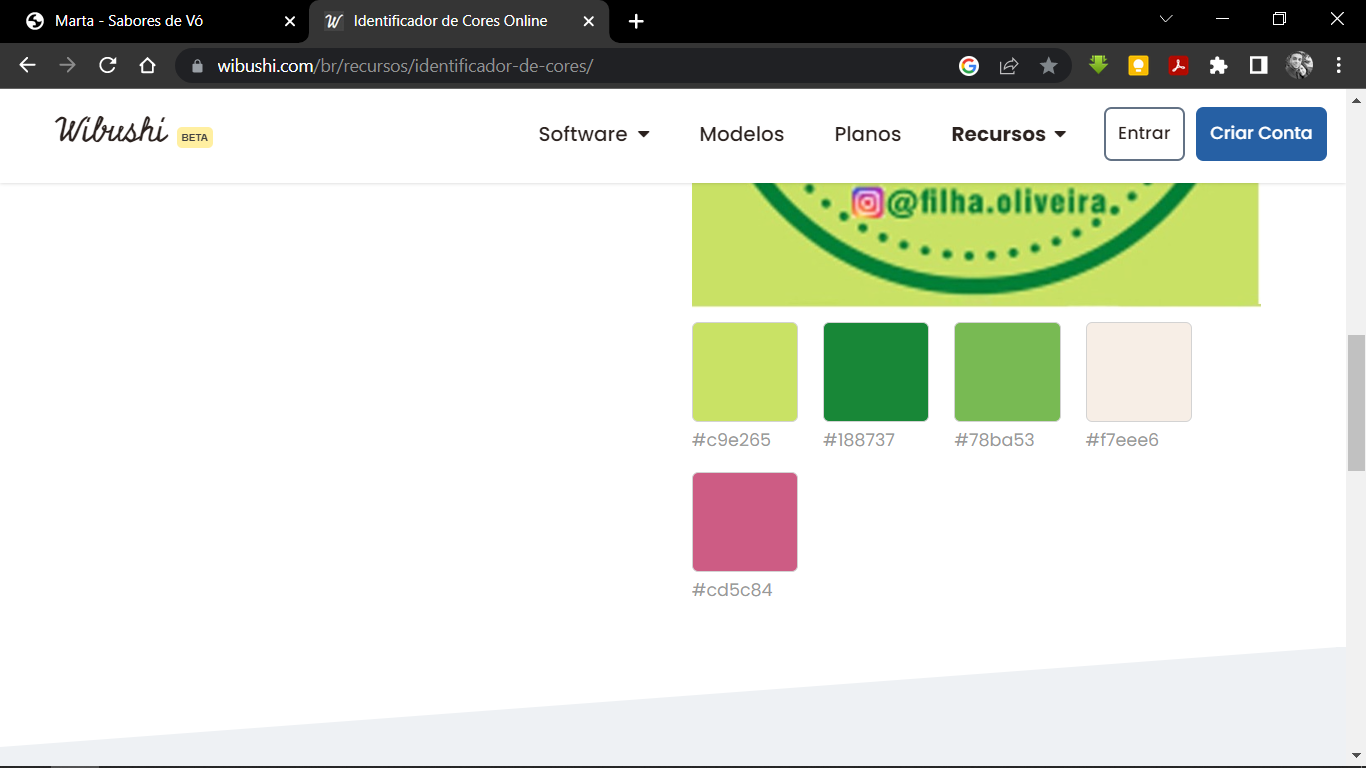 Marta - Sabores de Vó
Identificador de Cores Online
wibushi.com/br/recursos/identificador-de-cores/
Wibushi BETA
Software
Modelos
Planos
Recursos
Entrar
Criar Conta
@filha.oliveira
#c9e265
#188737
#78ba53
#f7eee6
#cd5c84